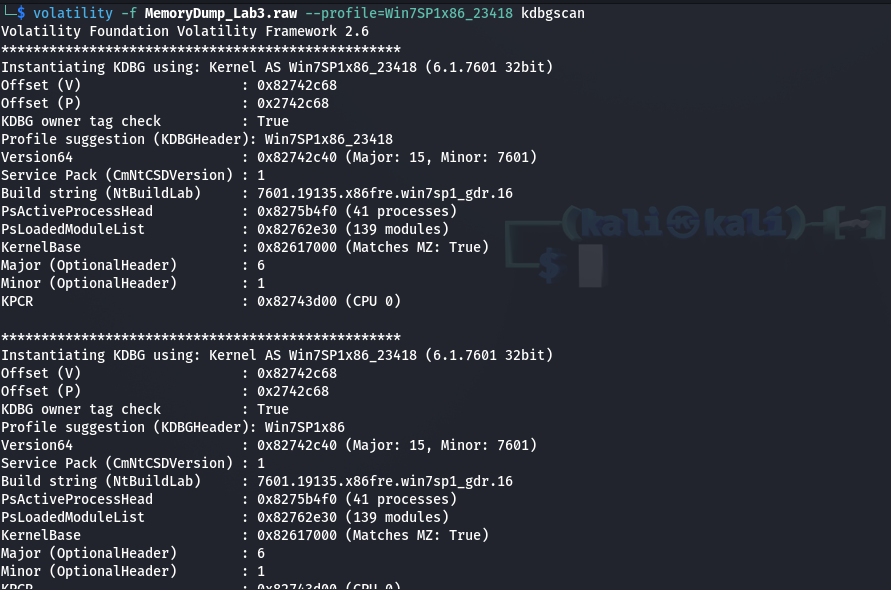 └─$ volatility -f MemoryDump_Lab3.raw --profile=Win7SP1x86_23418 kdbgscan
Volatility Foundation Volatility Framework 2.6
**************************************************
Instantiating KDBG using: Kernel AS Win7SP1x86_23418 (6.1.7601 32bit)
Offset (V) : 0x82742c68
Offset (P) : 0x2742c68
KDBG owner tag check : True
Profile suggestion (KDBGHeader): Win7SP1x86_23418
Version64 : 0x82742c40 (Major: 15, Minor: 7601)
Service Pack (CmNtCSDVersion) : 1
Build string (NtBuildLab) : 7601.19135.x86fre.win7sp1_gdr.16
PsActiveProcessHead : 0x8275b4f0 (41 processes)
PsLoadedModuleList : 0x82762e30 (139 modules)
KernelBase : 0x82617000 (Matches MZ: True)
Major (OptionalHeader) : 6
Minor (OptionalHeader) : 1
KPCR : 0x82743d00 (CPU 0)
**************************************************
Instantiating KDBG using: Kernel AS Win7SP1x86_23418 (6.1.7601 32bit)
Offset (V) : 0x82742c68
Offset (P) : 0x2742c68
KDBG owner tag check : True
Profile suggestion (KDBGHeader): Win7SP1x86
Version64 : 0x82742c40 (Major: 15, Minor: 7601)
Service Pack (CmNtCSDVersion) : 1
Build string (NtBuildLab) : 7601.19135.x86fre.win7sp1_gdr.16
PsActiveProcessHead : 0x8275b4f0 (41 processes)
PsLoadedModuleList : 0x82762e30 (139 modules)
KernelBase : 0x82617000 (Matches MZ: True)
Major (OptionalHeader) : 6
Minor (OptionalHeader) : 1
KPCR : 0x82743d00 (CPU 0)
(kali㉿kali)-[~]
$